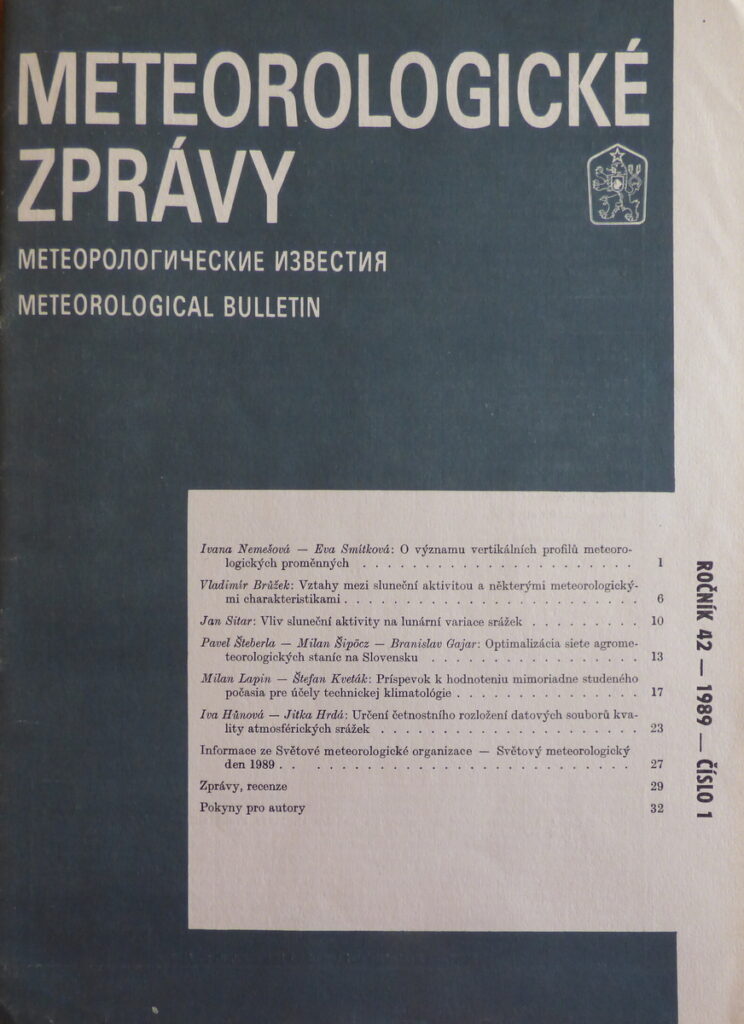 METEOROLOGICKÉ
ZPRÁVY
МЕТЕОРОЛОГИЧЕСКИЕ ИЗВЕСТИЯ
METEOROLOGICAL BULLETIN
Ivana Nemešová — Eva Smítková: O významu vertikálních profilů meteoro-
logických proměnných . . . . . . . . . . . . . . . . . . . . 1
Vladimír Brůžek: Vztahy mezi sluneční aktivitou a některými meteorologický-
mi charakteristikami . . . . . . . . . . . . . . . . . . . . 6
Jan Sitar: Vliv sluneční aktivity na lunární variace srážek . . . . . . . . 10
Pavel Šteberla — Milan Šipöcz — Branislav Gajar: Optimalizácia siete agrome-
teorologických staníc na Slovensku . . . . . . . . . . . . . . . 13
Milan Lapin — Štefan Kveták: Príspevok k hodnoteniu mimoriadne studeného
počasia pre účely technickej klimatológie . . . . . . . . . . . . . 17
Iva Hůnová — Jitka Hrdá: Určení četnostního rozložení datových souborů kva-
lity atmosférických srážek . . . . . . . . . . . . . . . . . . . 23
Informace ze Světové meteorologické organizace — Světový meteorologický
den 1989 . . . . . . . . . . . . . . . . . . . . . . . . . . 27
Zprávy, recenze 29
Pokyny pro autory 32
ROČNÍK 42 — 1989 — ČÍSLO 1